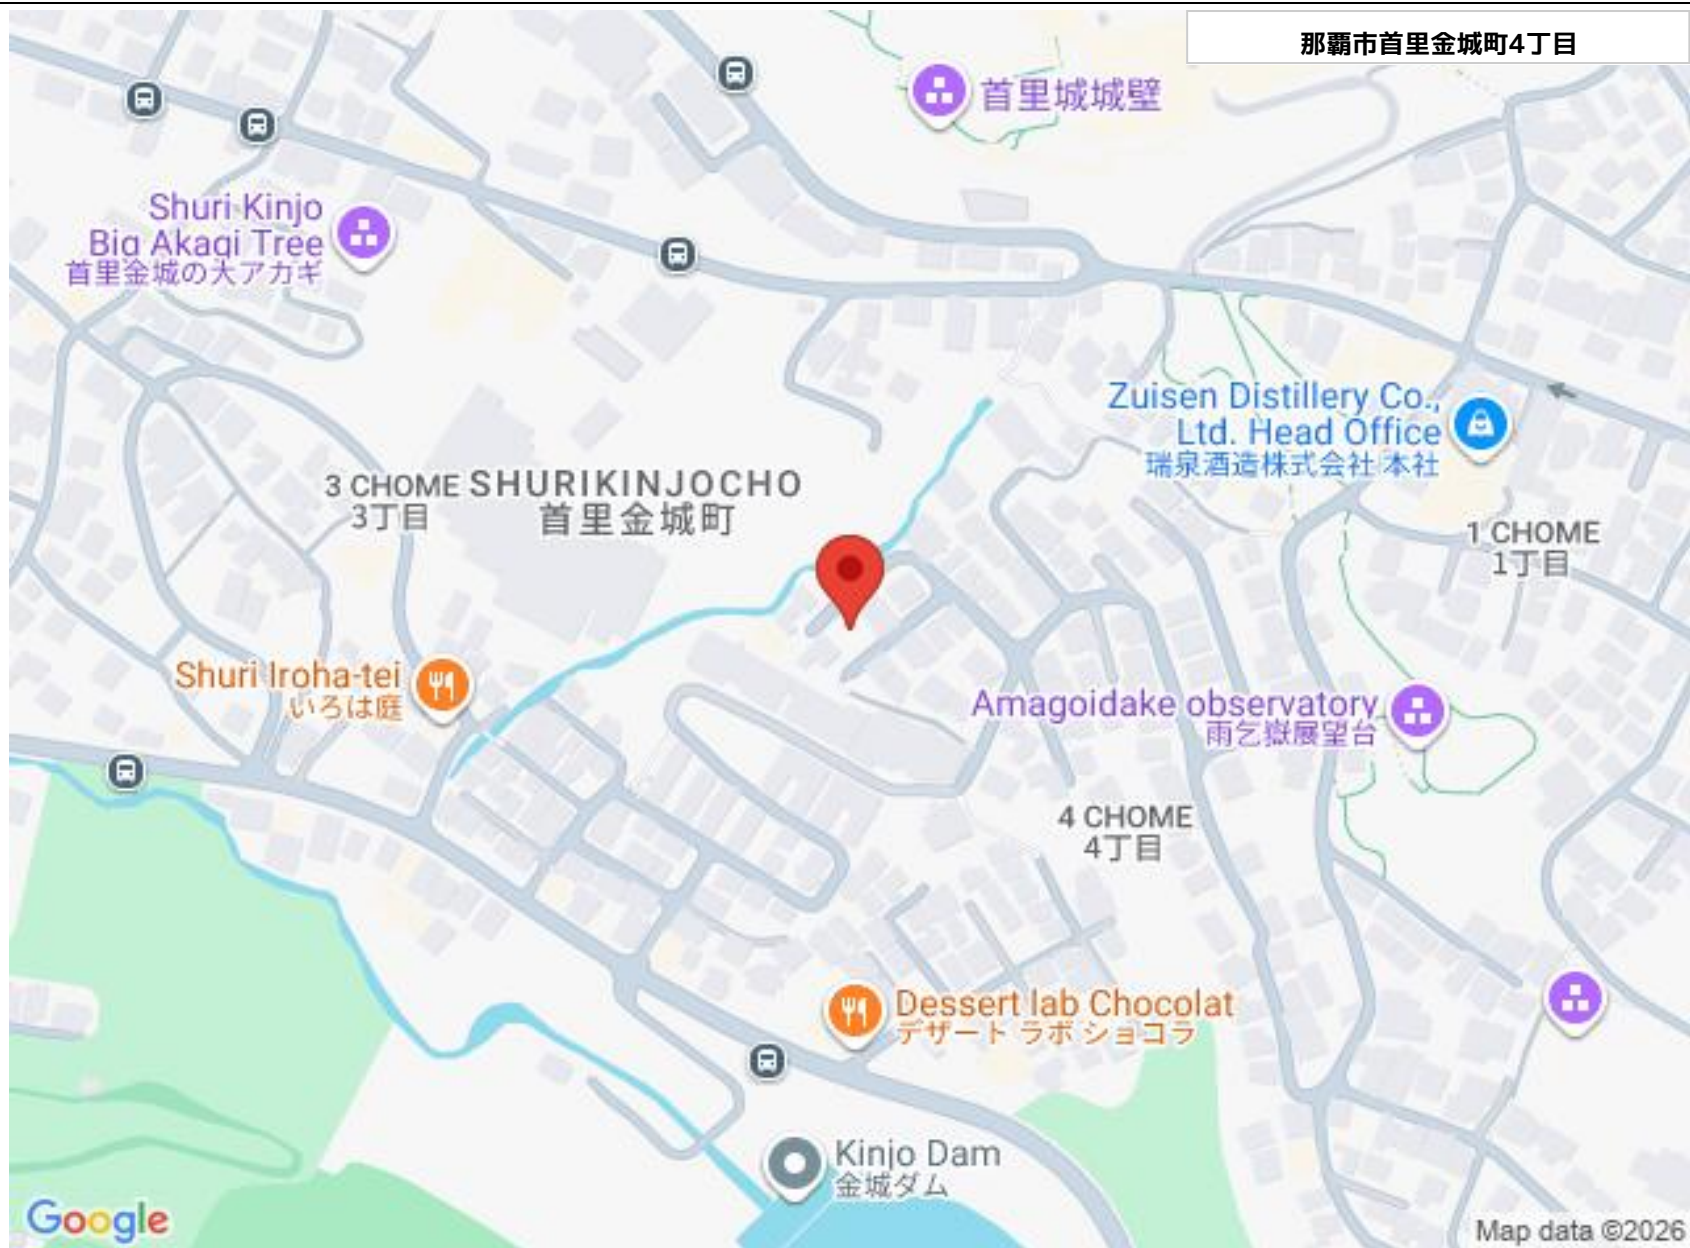 那覇市首里金城町4丁目
首里城城壁
Shuri Kinjo
Big Akagi Tree
首里金城の大アカギ
Zuisen Distillery Co.,
Ltd. Head Office
瑞泉酒造株式会社 本社
3 CHOME
3丁目
SHURIKINJOCHO
首里金城町
1 CHOME
1丁目
Shuri Iroha-tei
いろは庭
Amagoidake observatory
雨乞嶽展望台
4 CHOME
4丁目
Dessert lab Chocolat
デザート ラボ ショコラ
Kinjo Dam
金城ダム
Google
Map data ©2026